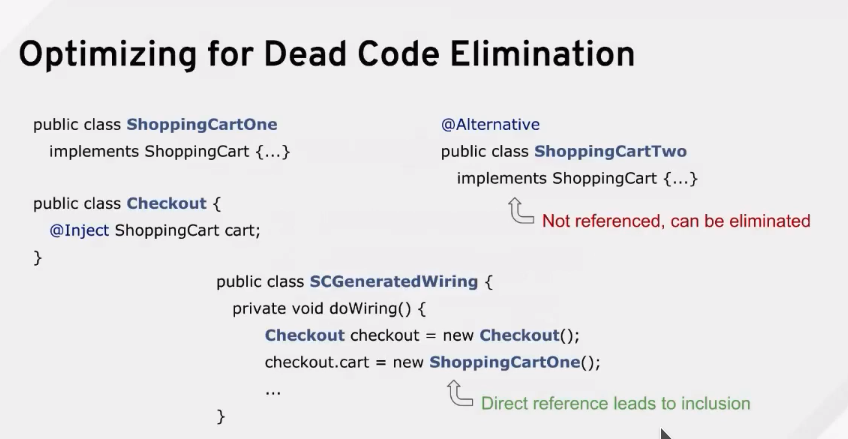 Optimizing for Dead Code Elimination
public class ShoppingCartOne
implements ShoppingCart {...}
public class Checkout {
@Inject ShoppingCart cart;
}
@Alternative
public class ShoppingCartTwo
implements ShoppingCart {...}
Not referenced, can be eliminated
public class SCGeneratedWiring {
private void doWiring() {
Checkout checkout = new Checkout();
checkout.cart = new ShoppingCartOne();
...
Direct reference leads to inclusion
}